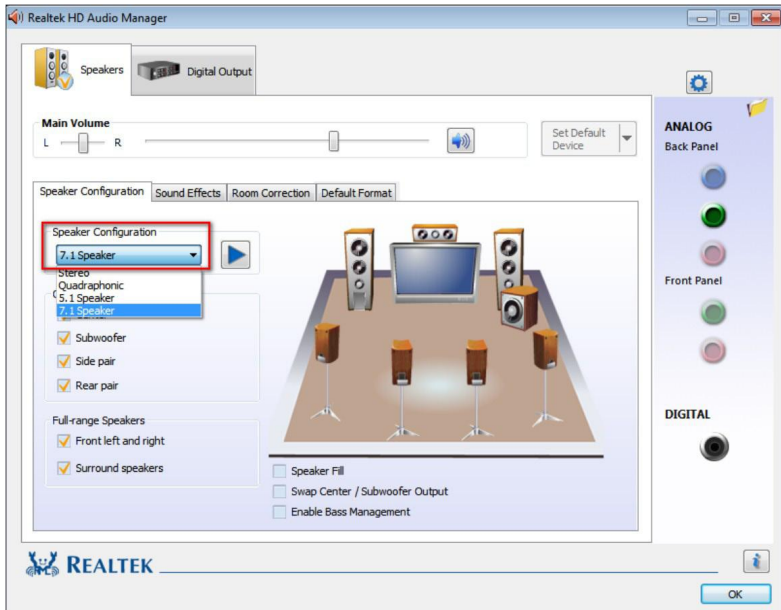 Realtek HD Audio Manager
Speakers
Digital Output
Main Volume
L
R
Set Default
Device
Speaker Configuration
Sound Effects
Room Correction
Default Format
Speaker Configuration
7.1 Speaker
Stereo
Quadraphonic
5.1 Speaker
7.1 Speaker
Subwoofer
Side pair
Rear pair
Full-range Speakers
Front left and right
Surround speakers
Speaker Fill
Swap Center / Subwoofer Output
Enable Bass Management
ANALOG
Back Panel
Front Panel
DIGITAL
REALTEK
OK